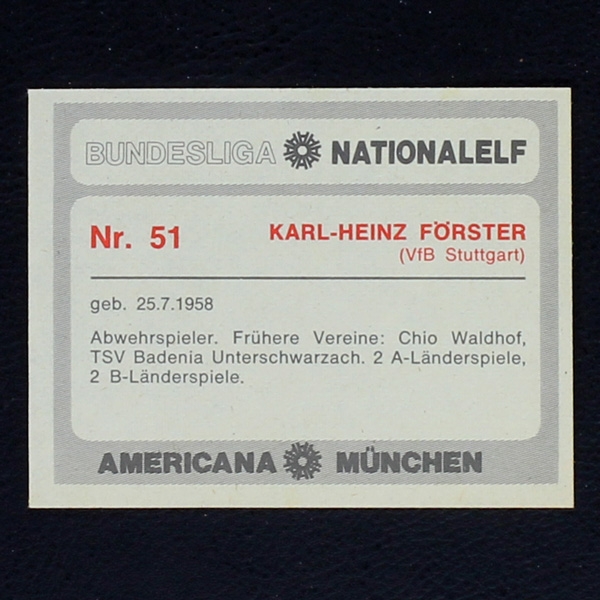 BUNDESLIGA NATIONALELF
Nr. 51 KARL-HEINZ FÖRSTER
(VfB Stuttgart)
geb. 25.7.1958
Abwehrspieler. Frühere Vereine: Chio Waldhof,
TSV Badenia Unterschwarzach. 2 A-Länderspiele,
2 B-Länderspiele.
AMERICANA MÜNCHEN